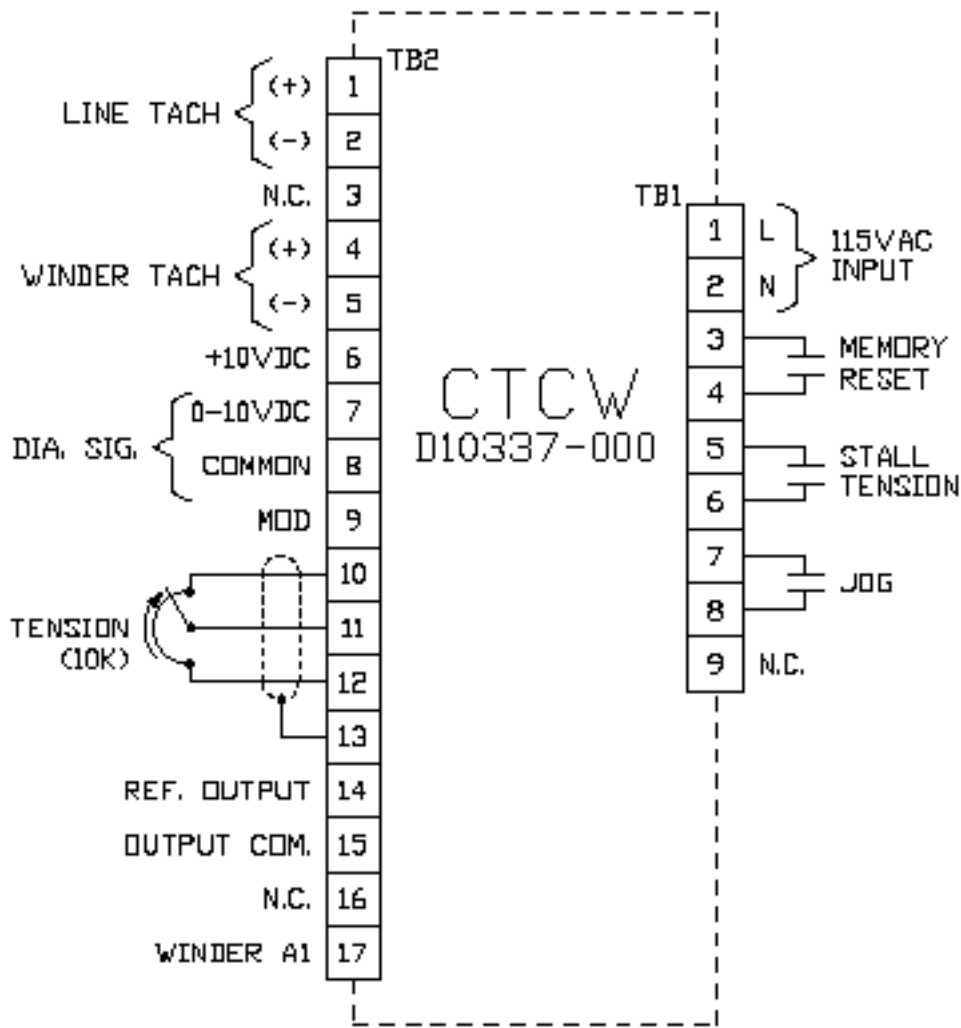 TB2
LINE TACH
(+) 1
(-) 2
N.C. 3
WINDER TACH
(+) 4
(-) 5
+10VDC 6
DIA. SIG.
0-10VDC 7
COMMON 8
MOD 9
10
TENSION
(10K)
11
12
13
REF. OUTPUT 14
OUTPUT COM. 15
N.C. 16
WINDER A1 17
CTCW
D10337-000
TB1
1 L
2 N
115VAC
INPUT
3
4
MEMORY
RESET
5
6
STALL
TENSION
7
8
JOG
9 N.C.